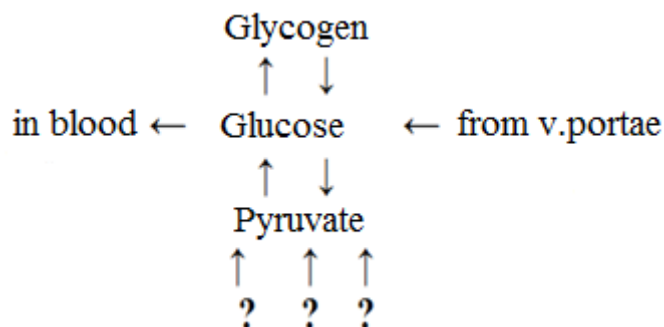 Glycogen
↑ ↓
in blood ← Glucose ← from v.portae
↑ ↓
Pyruvate
↑ ↑ ↑
? ? ?